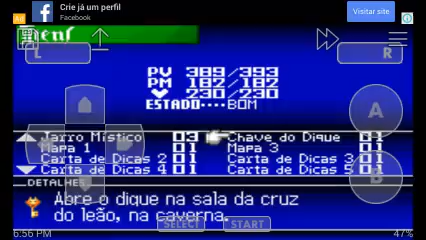 Ad
Crie já um perfil
Facebook
Visitar site
Itens
L
R
PV 389/393
PM 182/187
230/230
ESTADO····BOM
A
Jarro Místico 03 Chave do Dique 01
Mapa 1 01 Mapa 3 01
Carta de Dicas 2 01 Carta de Dicas 3 01
Carta de Dicas 4 01 Carta de Dicas 5 01
B
DETALHE
Abre o dique na sala da cruz
do leão, na caverna.
SELECT START
6:56 PM 47%